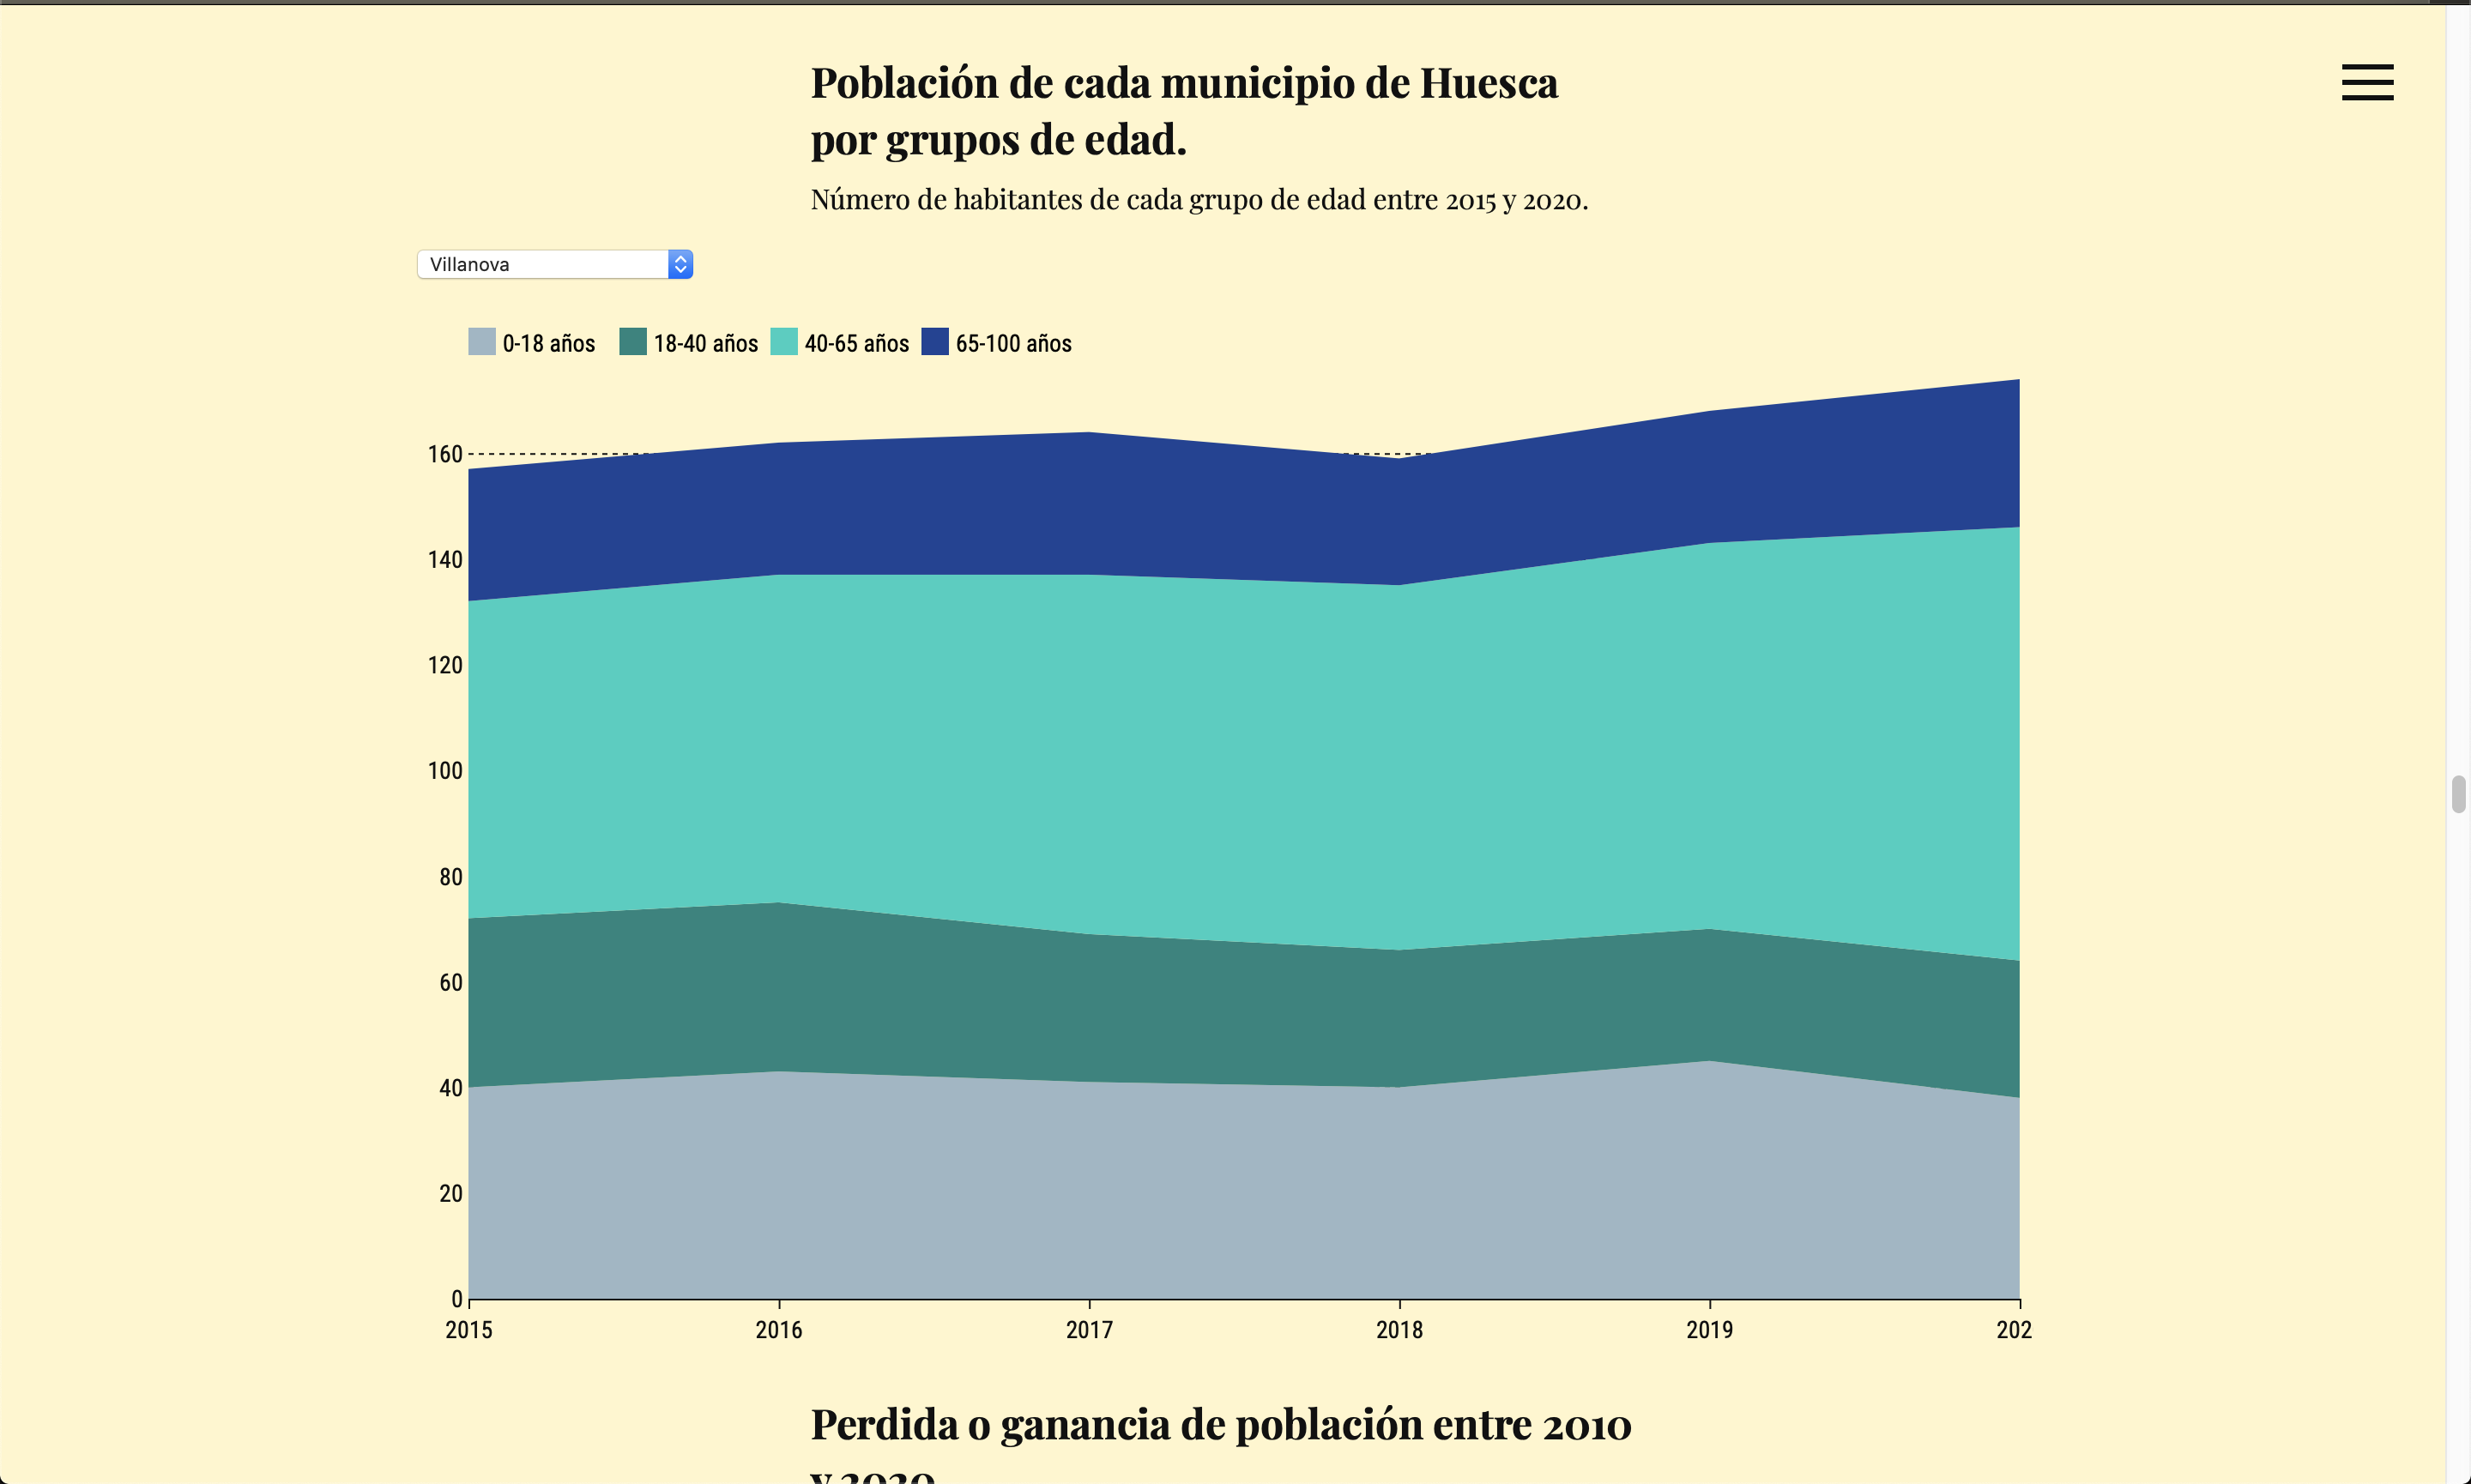 Población de cada municipio de Huesca
por grupos de edad.
Número de habitantes de cada grupo de edad entre 2015 y 2020.
Villanova
0-18 años 18-40 años 40-65 años 65-100 años
160
140
120
100
80
60
40
20
0
2015 2016 2017 2018 2019 202
Perdida o ganancia de población entre 2010
y 2020